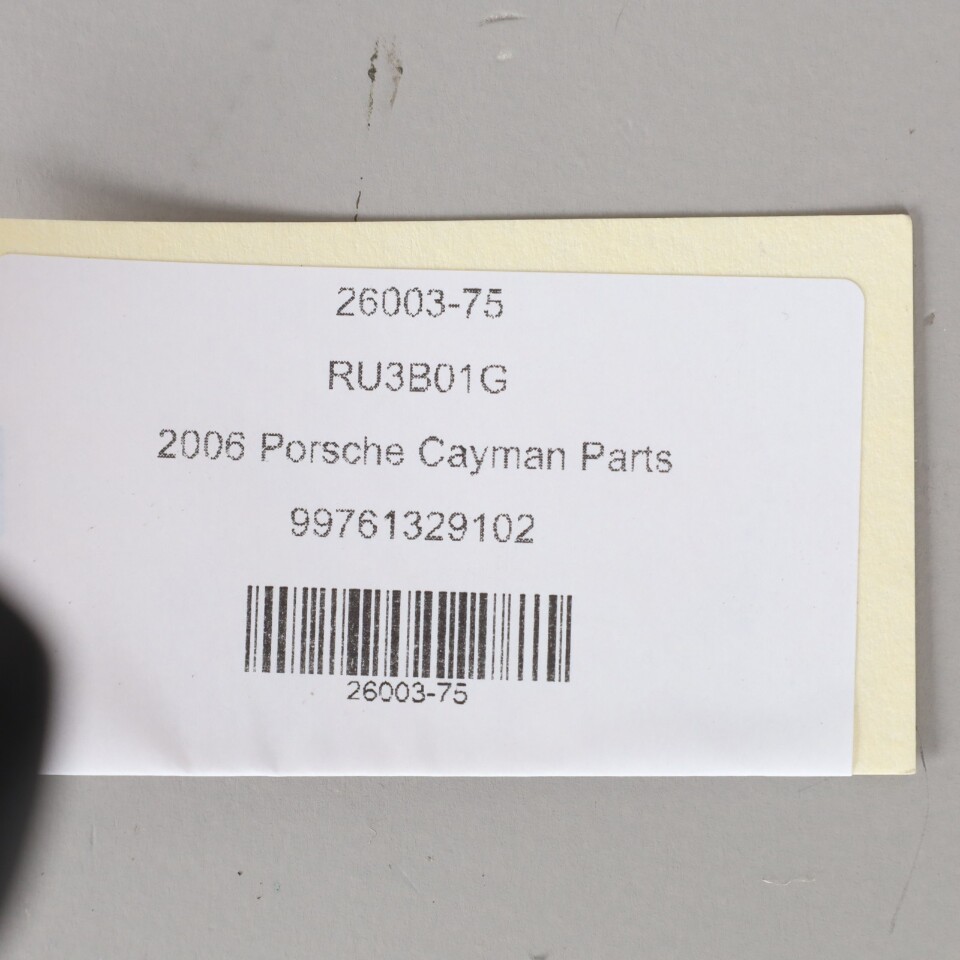 26003-75
RU3B01G
2006 Porsche Cayman Parts
99761329102
26003-75